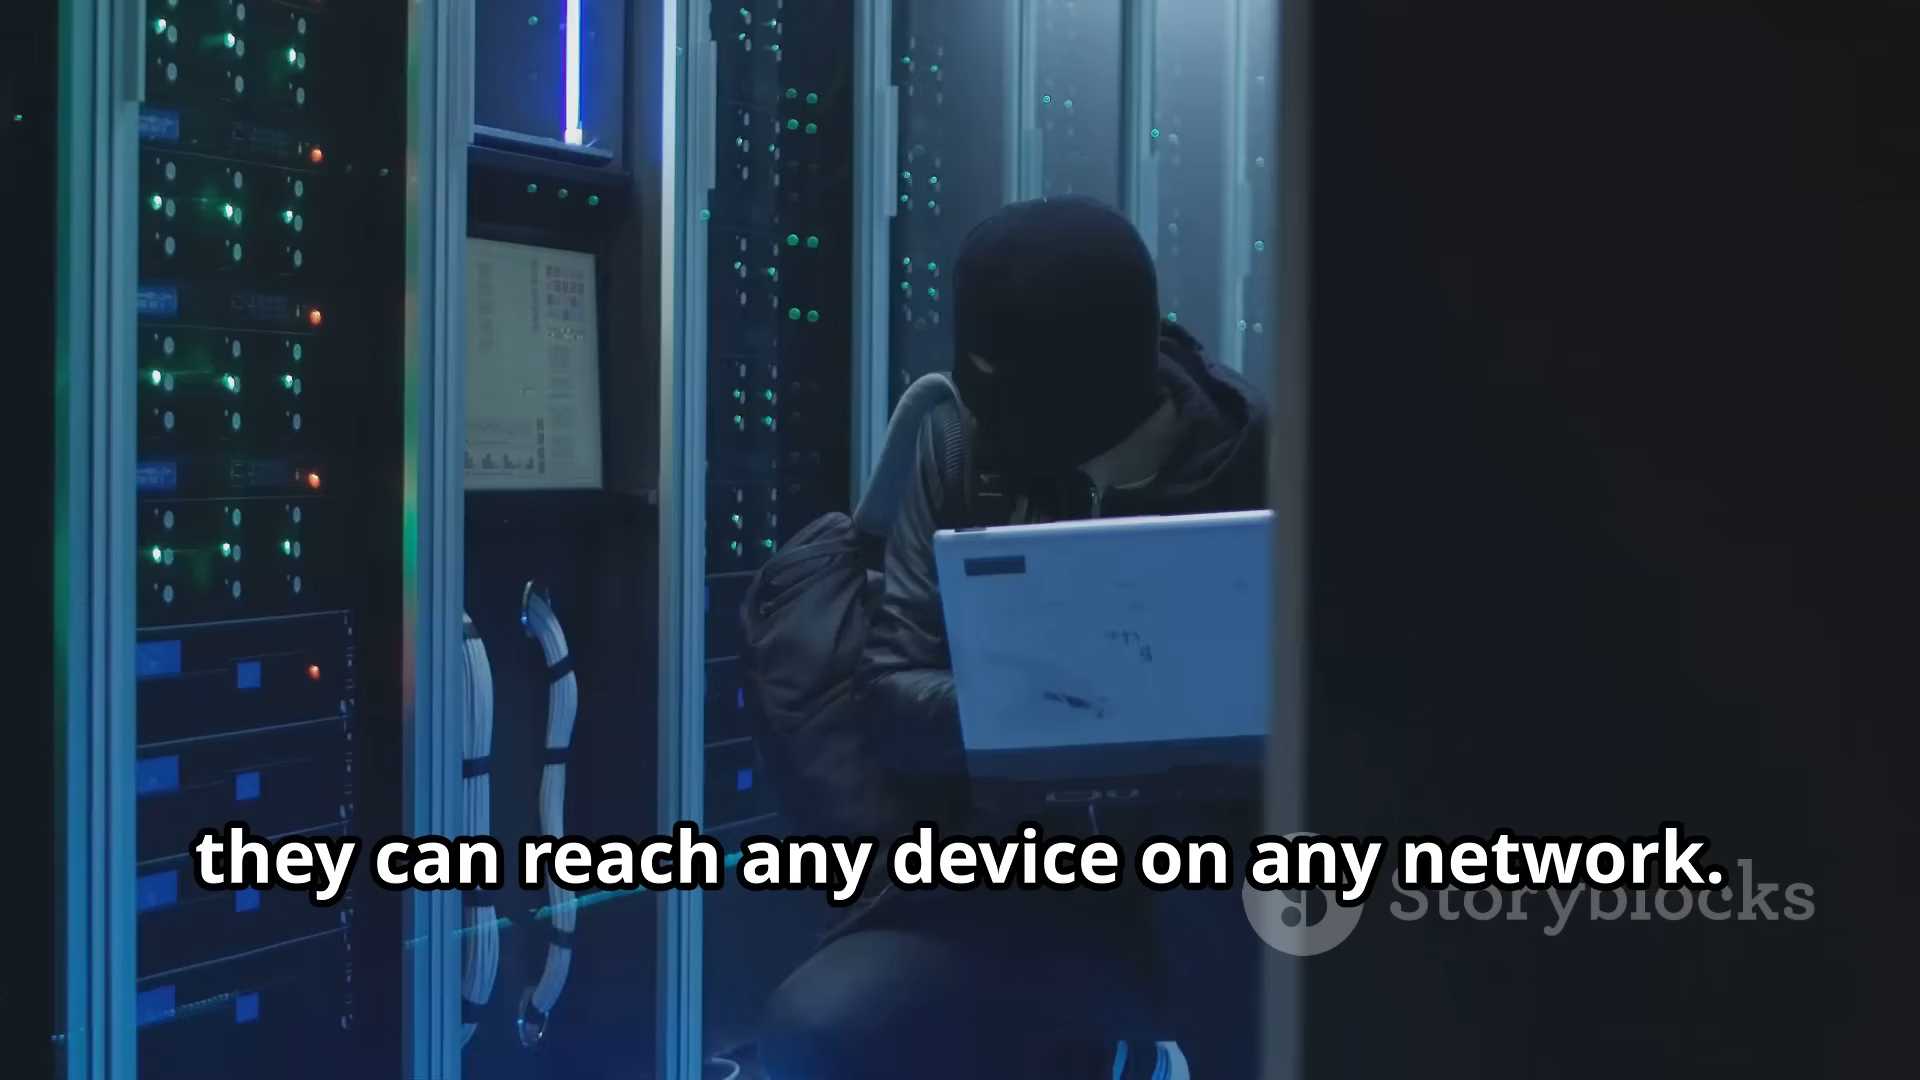 they can reach any device on any network.
Storyblocks